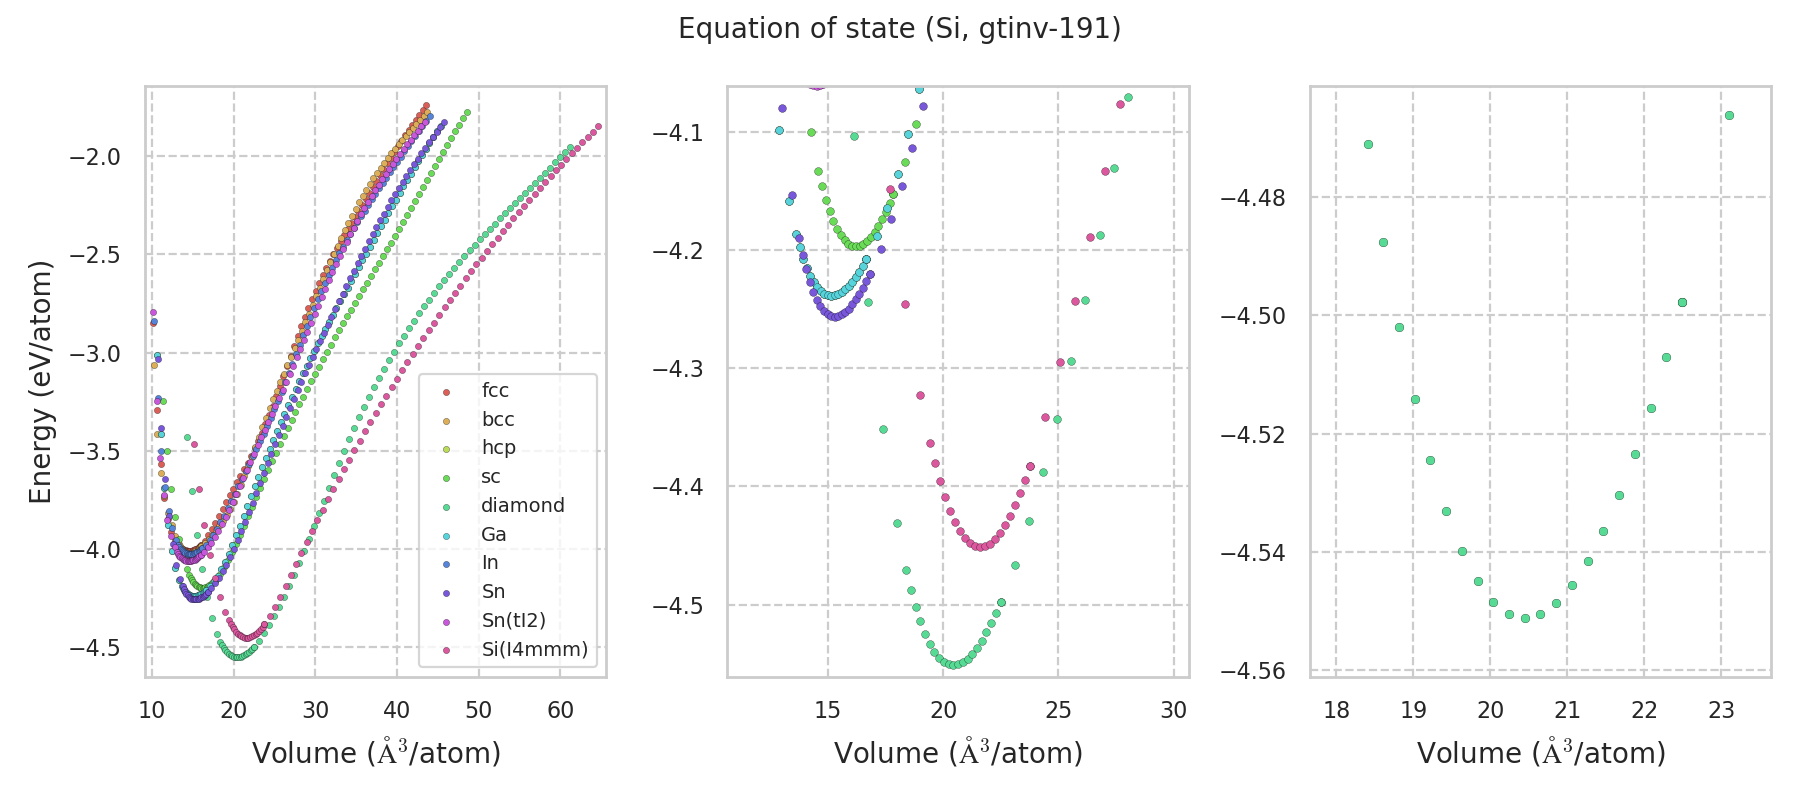 Equation of state (Si, gtinv-191)
Energy (eV/atom)
−2.0
−2.5
−3.0
−3.5
−4.0
−4.5
10 20 30 40 50 60
Volume (Å³/atom)
fcc
bcc
hcp
sc
diamond
Ga
In
Sn
Sn(tI2)
Si(I4mmm)
−4.1
−4.2
−4.3
−4.4
−4.5
15 20 25 30
Volume (Å³/atom)
−4.48
−4.50
−4.52
−4.54
−4.56
18 19 20 21 22 23
Volume (Å³/atom)